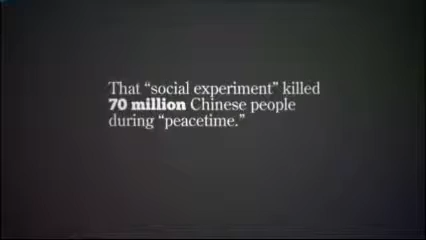 That “social experiment” killed
70 million Chinese people
during “peacetime.”